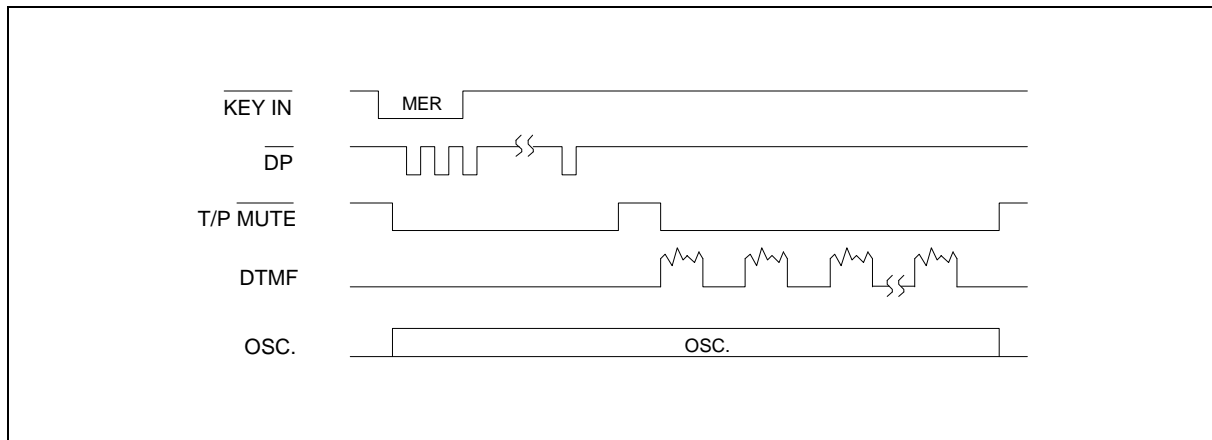 KEY IN
MER
DP
T/P MUTE
DTMF
OSC.
OSC.